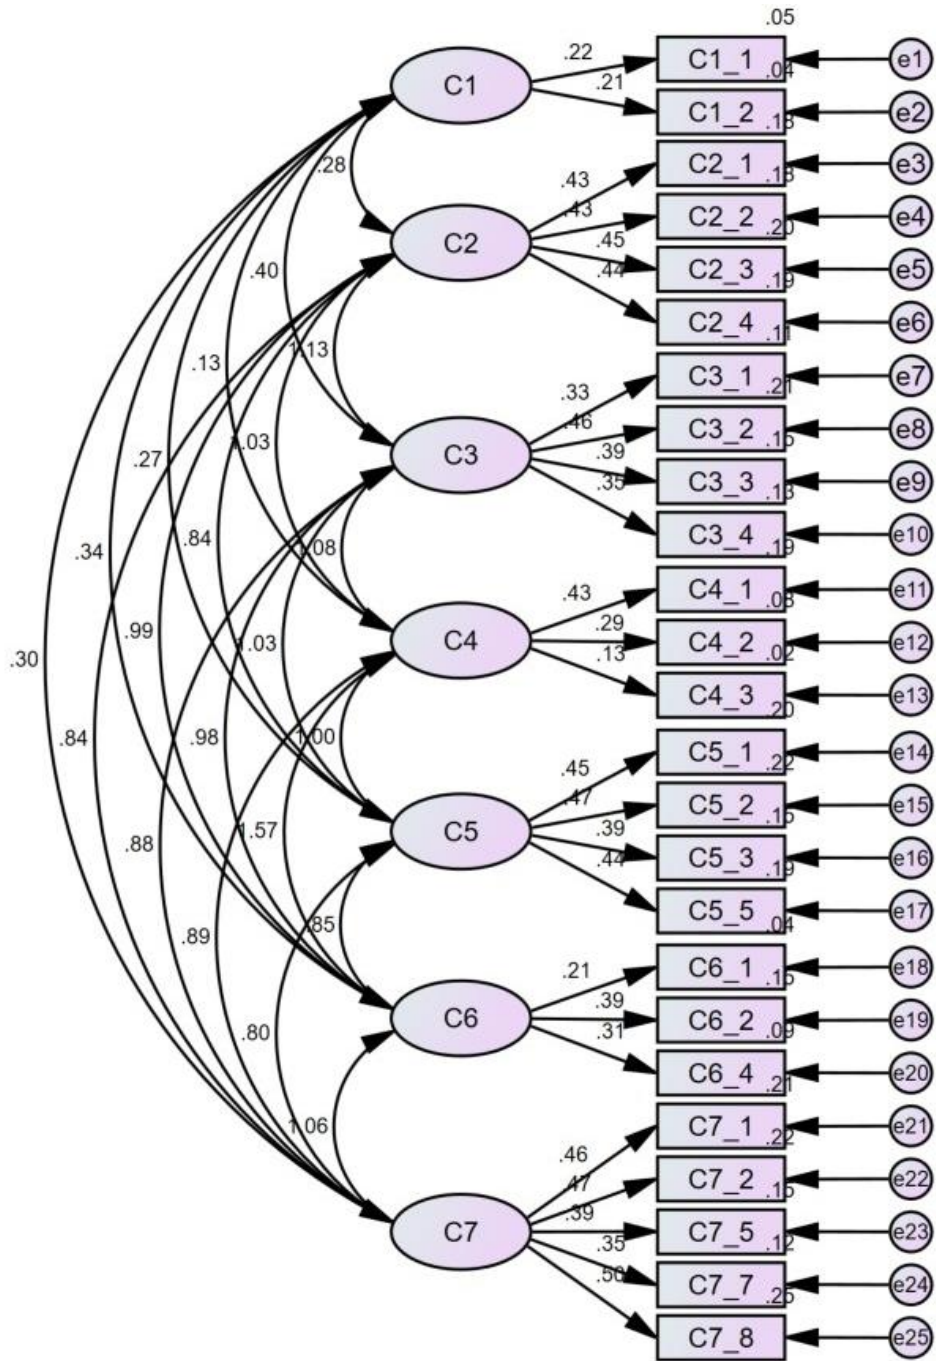 .05
C1
.22
C1_1
e1
.04
.21
C1_2
e2
.18
.28
C2_1
e3
.43
.18
C2
.43
C2_2
e4
.20
.45
C2_3
e5
.44
.19
C2_4
e6
.40
.11
.13
1.13
C3_1
e7
.33
.21
C3
.46
C3_2
e8
.15
.39
C3_3
e9
.35
.13
C3_4
e10
.27
1.03
.19
.34
.84
1.08
C4_1
e11
.43
.08
C4
.29
C4_2
e12
.02
.13
C4_3
e13
.20
.30
.99
1.03
.84
.98
1.00
C5_1
e14
.45
.22
C5
.47
C5_2
e15
.15
.39
C5_3
e16
.44
.19
C5_5
e17
.04
.88
1.57
.89
.85
C6_1
e18
.21
.15
C6
.39
C6_2
e19
.09
.31
C6_4
e20
.21
.80
1.06
C7_1
e21
.46
.22
C7_2
e22
.47
.15
C7
.39
C7_5
e23
.12
.35
C7_7
e24
.50
.25
C7_8
e25